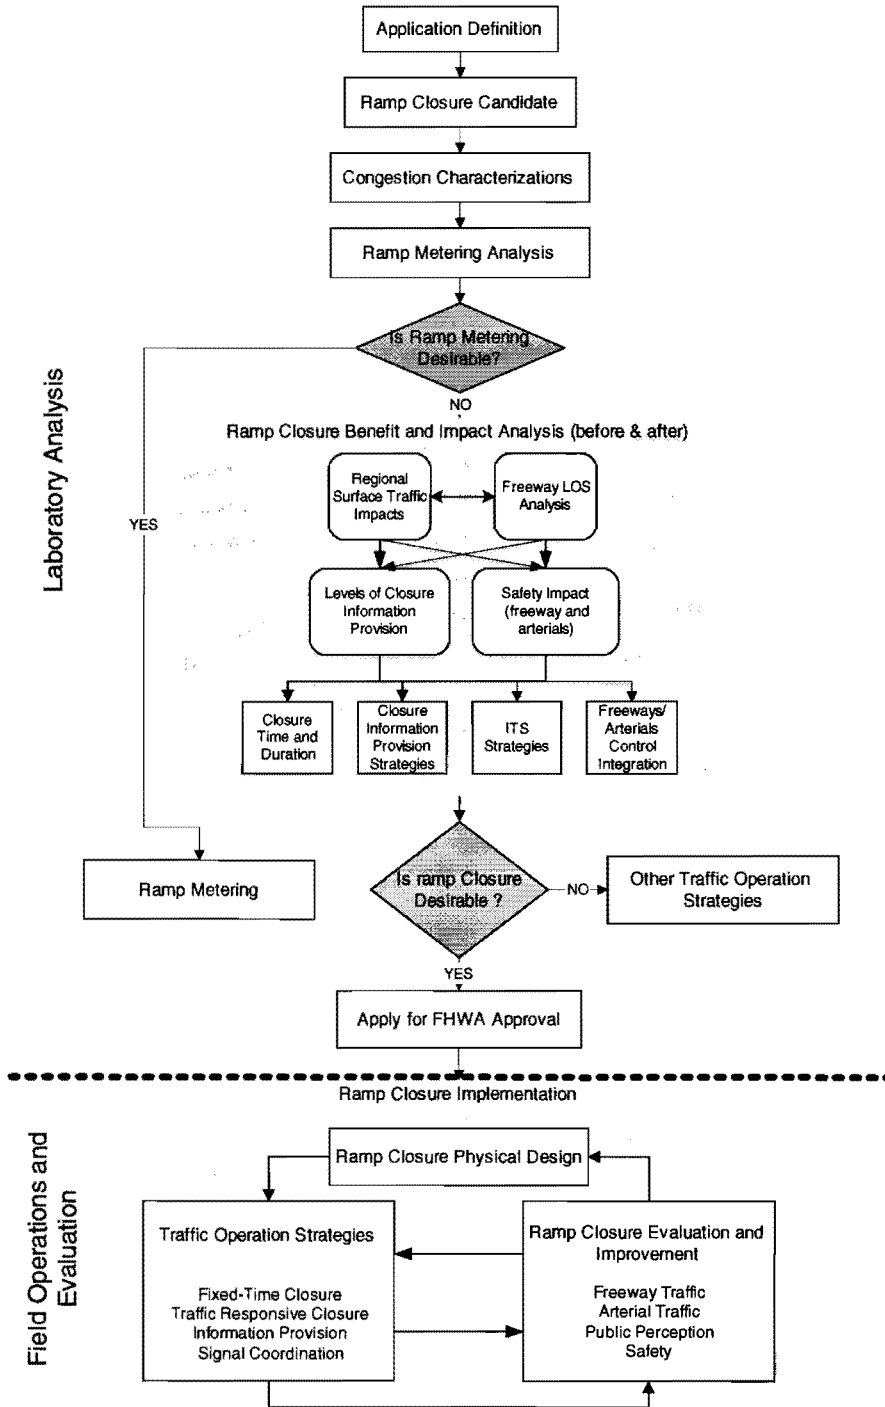 Application Definition
Ramp Closure Candidate
Congestion Characterizations
Ramp Metering Analysis
Is Ramp Metering
Desirable?
NO
Ramp Closure Benefit and Impact Analysis (before & after)
Laboratory Analysis
YES
Regional
Surface Traffic
Impacts
Freeway LOS
Analysis
Levels of Closure
Information
Provision
Safety Impact
(freeway and
arterials)
Closure
Time and
Duration
Closure
Information
Provision
Strategies
ITS
Strategies
Freeways/
Arterials
Control
Integration
Ramp Metering
Is ramp Closure
Desirable ?
NO
Other Traffic Operation
Strategies
YES
Apply for FHWA Approval
Ramp Closure Implementation
Field Operations and
Evaluation
Ramp Closure Physical Design
Traffic Operation Strategies
Fixed-Time Closure
Traffic Responsive Closure
Information Provision
Signal Coordination
Ramp Closure Evaluation and
Improvement
Freeway Traffic
Arterial Traffic
Public Perception
Safety